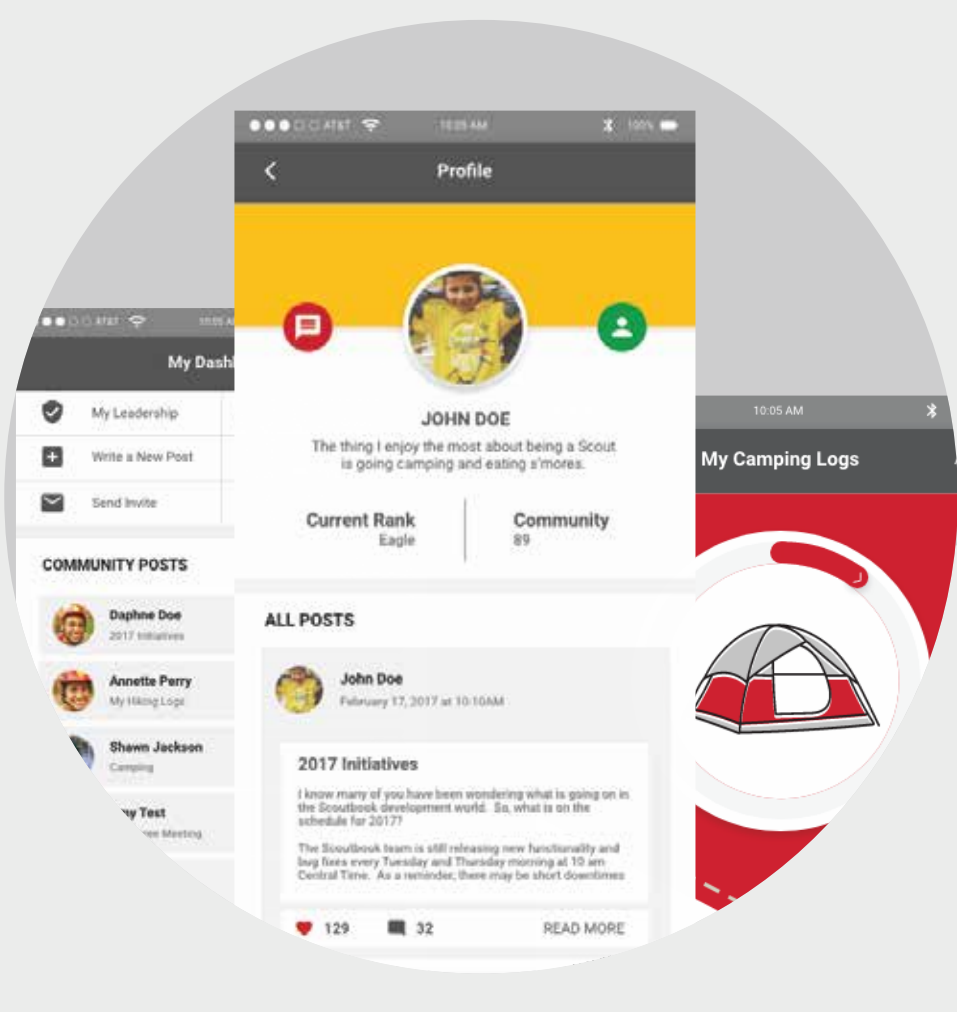 AT&T
10:05 AM
100%
Profile
JOHN DOE
The thing I enjoy the most about being a Scout
is going camping and eating s'mores.
Current Rank
Eagle
Community
89
ALL POSTS
John Doe
February 17, 2017 at 10:10AM
2017 Initiatives
I know many of you have been wondering what is going on in
the Scoutbook development world. So, what is on the
schedule for 2017?
The Scoutbook team is still releasing new functionality and
bug fixes every Tuesday and Thursday morning at 10 am
Central Time. As a reminder, there may be short downtimes
129
32
READ MORE
AT&T
10:05 A
My Dash
My Leadership
Write a New Post
Send Invite
COMMUNITY POSTS
Daphne Doe
2017 Initiatives
Annette Perry
My Hiking Logs
Shawn Jackson
Camping
Test
Meeting
10:05 AM
My Camping Logs